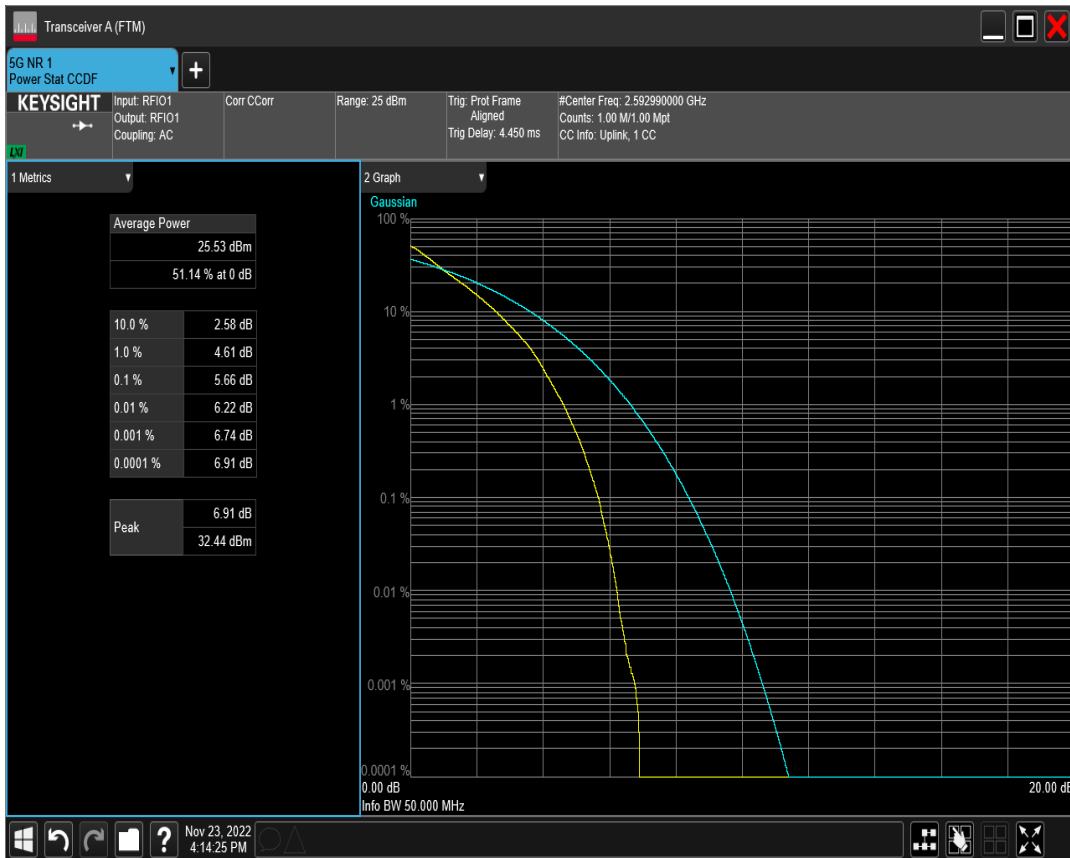 Transceiver A (FTM)
5G NR 1
Power Stat CCDF
+
KEYSIGHT
LXI
Input: RFIO1
Output: RFIO1
Coupling: AC
Corr CCorr
Range: 25 dBm
Trig: Prot Frame
Aligned
Trig Delay: 4.450 ms
#Center Freq: 2.592990000 GHz
Counts: 1.00 M/1.00 Mpt
CC Info: Uplink, 1 CC
1 Metrics
Average Power
25.53 dBm
51.14 % at 0 dB
10.0 % 2.58 dB
1.0 % 4.61 dB
0.1 % 5.66 dB
0.01 % 6.22 dB
0.001 % 6.74 dB
0.0001 % 6.91 dB
Peak 6.91 dB
32.44 dBm
2 Graph
Gaussian
100 %
10 %
1 %
0.1 %
0.01 %
0.001 %
0.0001 %
0.00 dB 20.00 dB
Info BW 50.000 MHz
?
Nov 23, 2022
4:14:25 PM